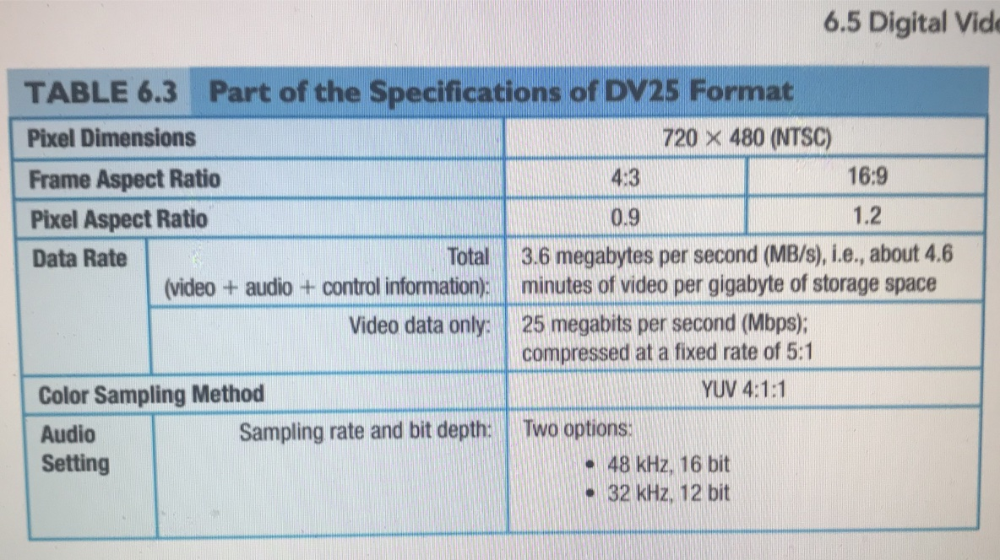 6.5 Digital
TABLE 6.3 Part of the Specifications of DV25 Format
Pixel Dimensions 720 × 480 (NTSC)
Frame Aspect Ratio 4:3 16:9
Pixel Aspect Ratio 0.9 1.2
Data Rate Total 3.6 megabytes per second (MB/s), i.e., about 4.6
(video + audio + control information): minutes of video per gigabyte of storage space
Video data only: 25 megabits per second (Mbps);
compressed at a fixed rate of 5:1
Color Sampling Method YUV 4:1:1
Audio Sampling rate and bit depth: Two options:
Setting
• 48 kHz, 16 bit
• 32 kHz, 12 bit